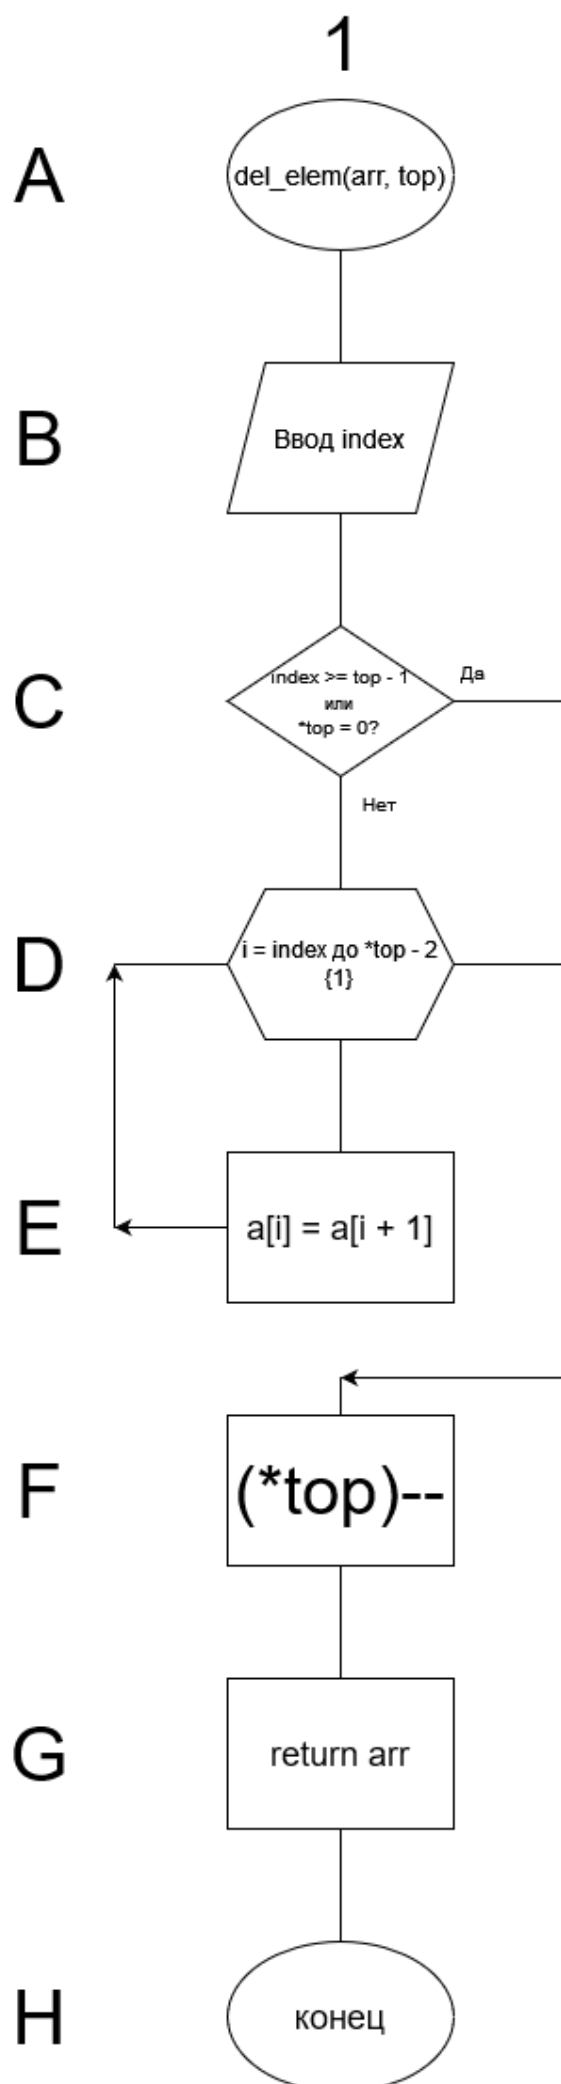 1
A
del_elem(arr, top)
B
Ввод index
C
index >= top - 1
или
*top = 0?
Да
Нет
D
i = index до *top - 2
{1}
E
a[i] = a[i + 1]
F
(*top)--
G
return arr
H
конец